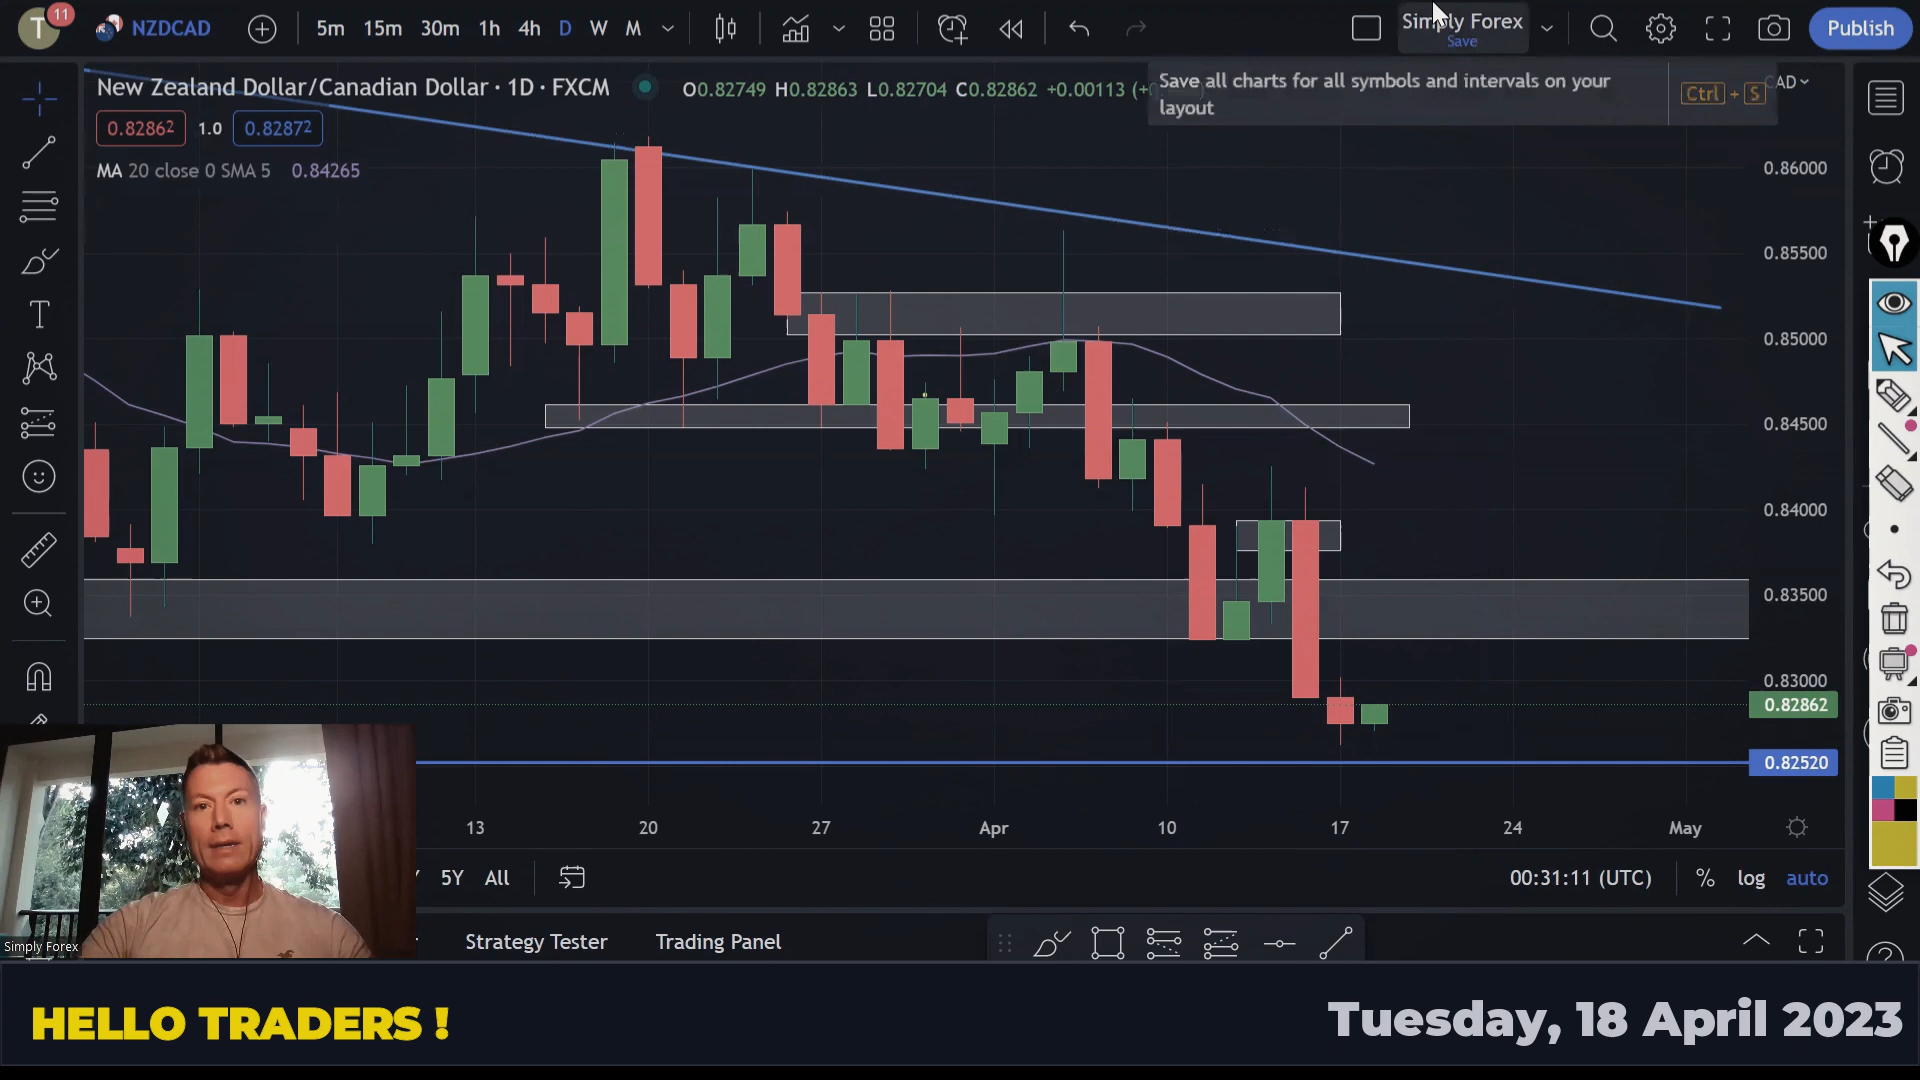 T 11 NZDCAD 5m 15m 30m 1h 4h D W M Simply Forex Publish
Save
New Zealand Dollar/Canadian Dollar · 1D · FXCM O0.82749 H0.82863 L0.82704 C0.82862 +0.00113
Save all charts for all symbols and intervals on your
layout
Ctrl + S
CAD
0.82862 1.0 0.82872
MA 20 close 0 SMA 5 0.84265
0.86000
0.85500
0.85000
0.84500
0.84000
0.83500
0.83000
0.82862
0.82520
13 20 27 Apr 10 17 24 May
5Y All 00:31:11 (UTC) % log auto
Strategy Tester Trading Panel
Simply Forex
HELLO TRADERS ! Tuesday, 18 April 2023